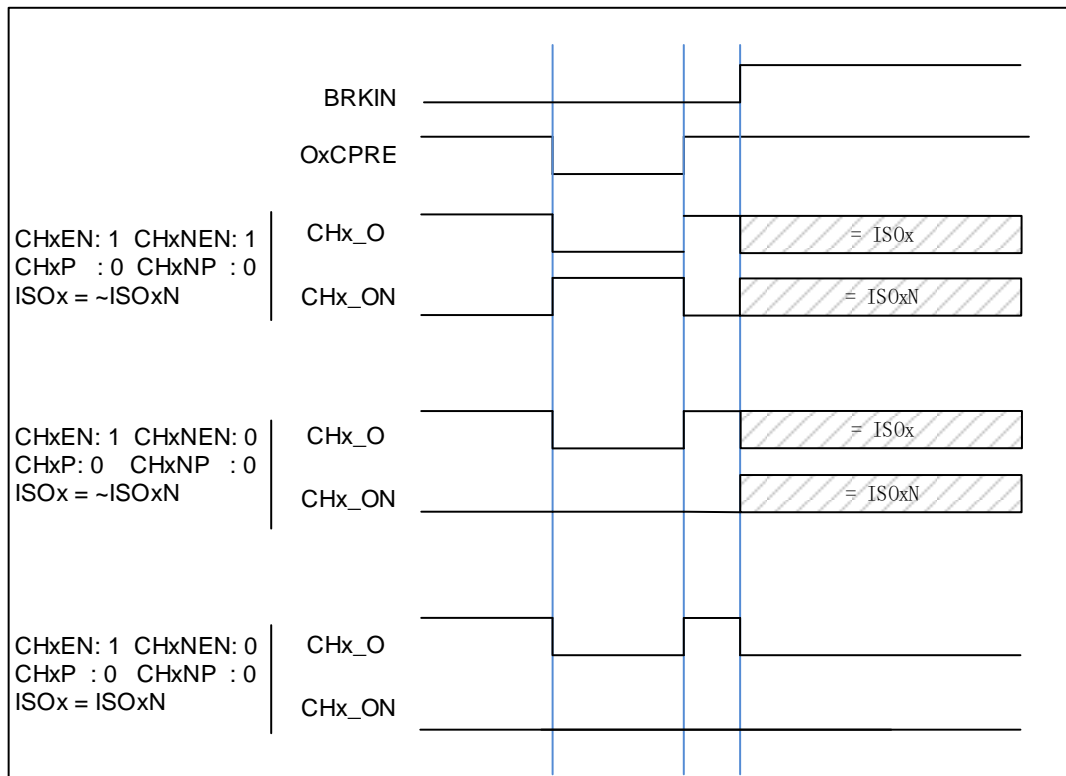 BRKIN
OxCPRE
CHxEN: 1 CHxNEN: 1
CHxP : 0 CHxNP : 0
ISOx = ~ISOxN
CHx_O
= ISOx
CHx_ON
= ISOxN
CHxEN: 1 CHxNEN: 0
CHxP: 0 CHxNP : 0
ISOx = ~ISOxN
CHx_O
= ISOx
CHx_ON
= ISOxN
CHxEN: 1 CHxNEN: 0
CHxP : 0 CHxNP : 0
ISOx = ISOxN
CHx_O
CHx_ON